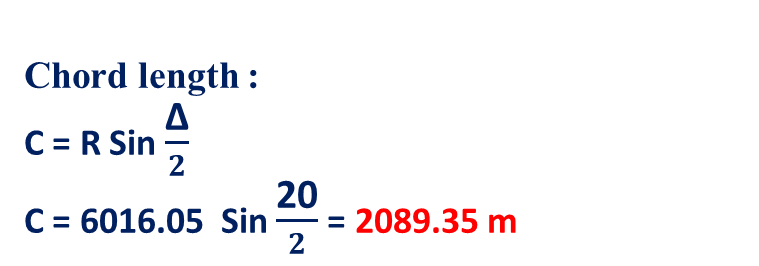 Chord length :
C = R Sin Δ/2
C = 6016.05 Sin 20/2 = 2089.35 m